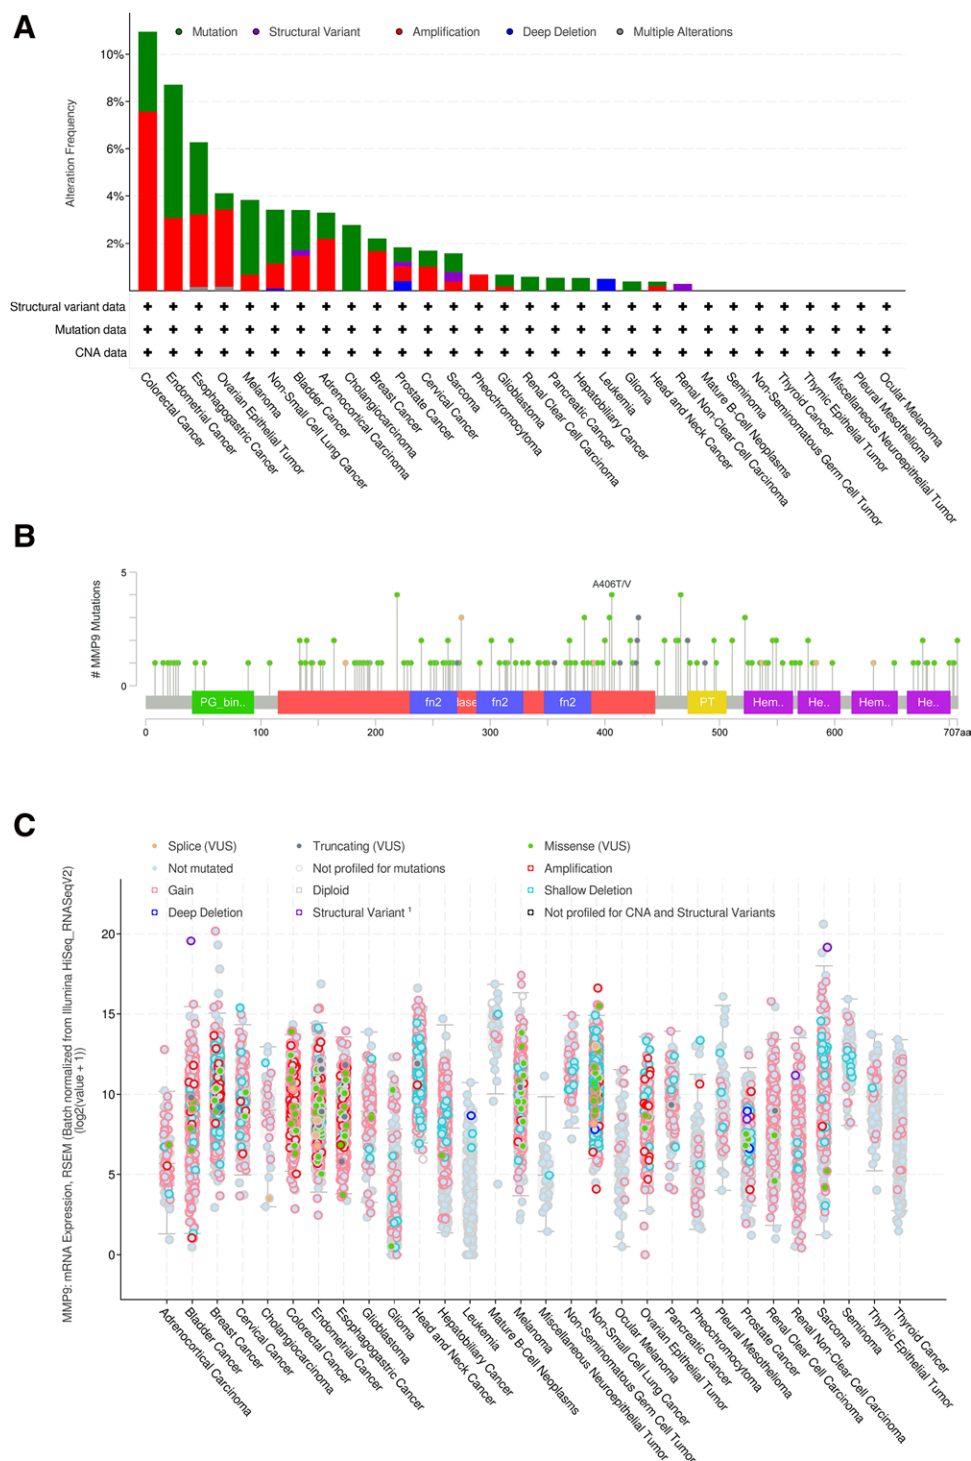 A
Mutation
Structural Variant
Amplification
Deep Deletion
Multiple Alterations
Alteration Frequency
10%
8%
6%
4%
2%
Structural variant data
Mutation data
CNA data
Colorectal Cancer
Endometrial Cancer
Esophagogastric Cancer
Ovarian Epithelial Tumor
Melanoma
Non-Small Cell Lung Cancer
Bladder Cancer
Adenocortical Carcinoma
Cholangiocarcinoma
Breast Cancer
Prostate Cancer
Cervical Cancer
Sarcoma
Pheochromocytoma
Glioblastoma
Renal Clear Cell Carcinoma
Pancreatic Cancer
Hepatobiliary Cancer
Leukemia
Glioma
Head and Neck Cancer
Renal Non-Clear Cell Carcinoma
Mature B-Cell Neoplasms
Seminoma
Non-Seminomatous Germ Cell Tumor
Thyroid Cancer
Thymic Epithelial Tumor
Miscellaneous Neuroepithelial Tumor
Pleural Mesothelioma
Ocular Melanoma
B
# MMP9 Mutations
5
0
A406T/V
PG_bin..
fn2
lase
fn2
fn2
PT
Hem..
He..
Hem..
He..
0
100
200
300
400
500
600
707aa
C
Splice (VUS)
Truncating (VUS)
Missense (VUS)
Not mutated
Not profiled for mutations
Amplification
Gain
Diploid
Shallow Deletion
Deep Deletion
Structural Variant ¹
Not profiled for CNA and Structural Variants
MMP9: mRNA Expression, RSEM (Batch normalized from Illumina HiSeq_RNASeqV2)
(log2(value + 1))
20
15
10
5
0
Adrenocortical Carcinoma
Bladder Cancer
Breast Cancer
Cervical Cancer
Cholangiocarcinoma
Colorectal Cancer
Endometrial Cancer
Esophagogastric Cancer
Glioblastoma
Glioma
Head and Neck Cancer
Hepatobiliary Cancer
Leukemia
Mature B-Cell Neoplasms
Melanoma
Miscellaneous Neuroepithelial Tumor
Non-Seminomatous Germ Cell Tumor
Non-Small Cell Lung Cancer
Ocular Melanoma
Ovarian Epithelial Tumor
Pancreatic Cancer
Pheochromocytoma
Pleural Mesothelioma
Prostate Cancer
Renal Clear Cell Carcinoma
Renal Non-Clear Cell Carcinoma
Sarcoma
Seminoma
Thymic Epithelial Tumor
Thyroid Cancer